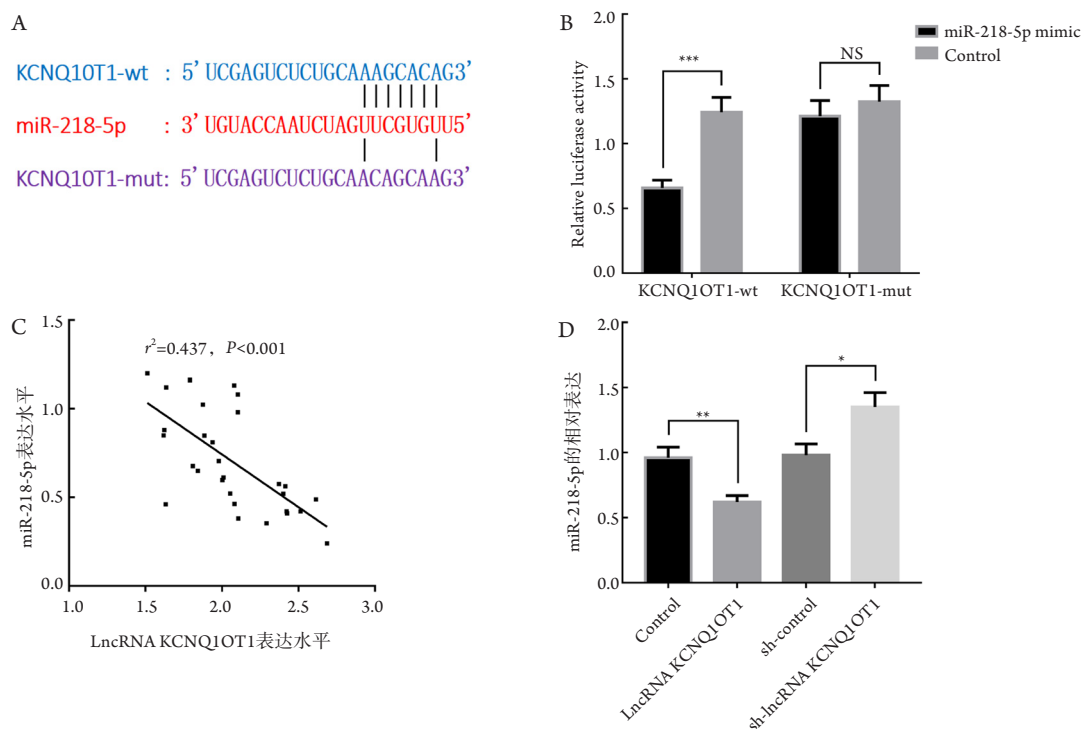 A
KCNQ10T1-wt : 5' UCGAGUCUCUGCAAAGCACAG3'
miR-218-5p : 3' UGUACCAAUCUAGUUCGUGUU5'
KCNQ10T1-mut: 5' UCGAGUCUCUGCAACAGCAAG3'
B
miR-218-5p mimic
Control
Relative luciferase activity
2.0
1.5
1.0
0.5
0.0
***
NS
KCNQ1OT1-wt
KCNQ1OT1-mut
C
r²=0.437, P<0.001
miR-218-5p表达水平
1.5
1.0
0.5
0.0
1.0 1.5 2.0 2.5 3.0
LncRNA KCNQ1OT1表达水平
D
miR-218-5p的相对表达
2.0
1.5
1.0
0.5
0.0
**
*
Control
LncRNA KCNQ1OT1
sh-control
sh-lncRNA KCNQ1OT1